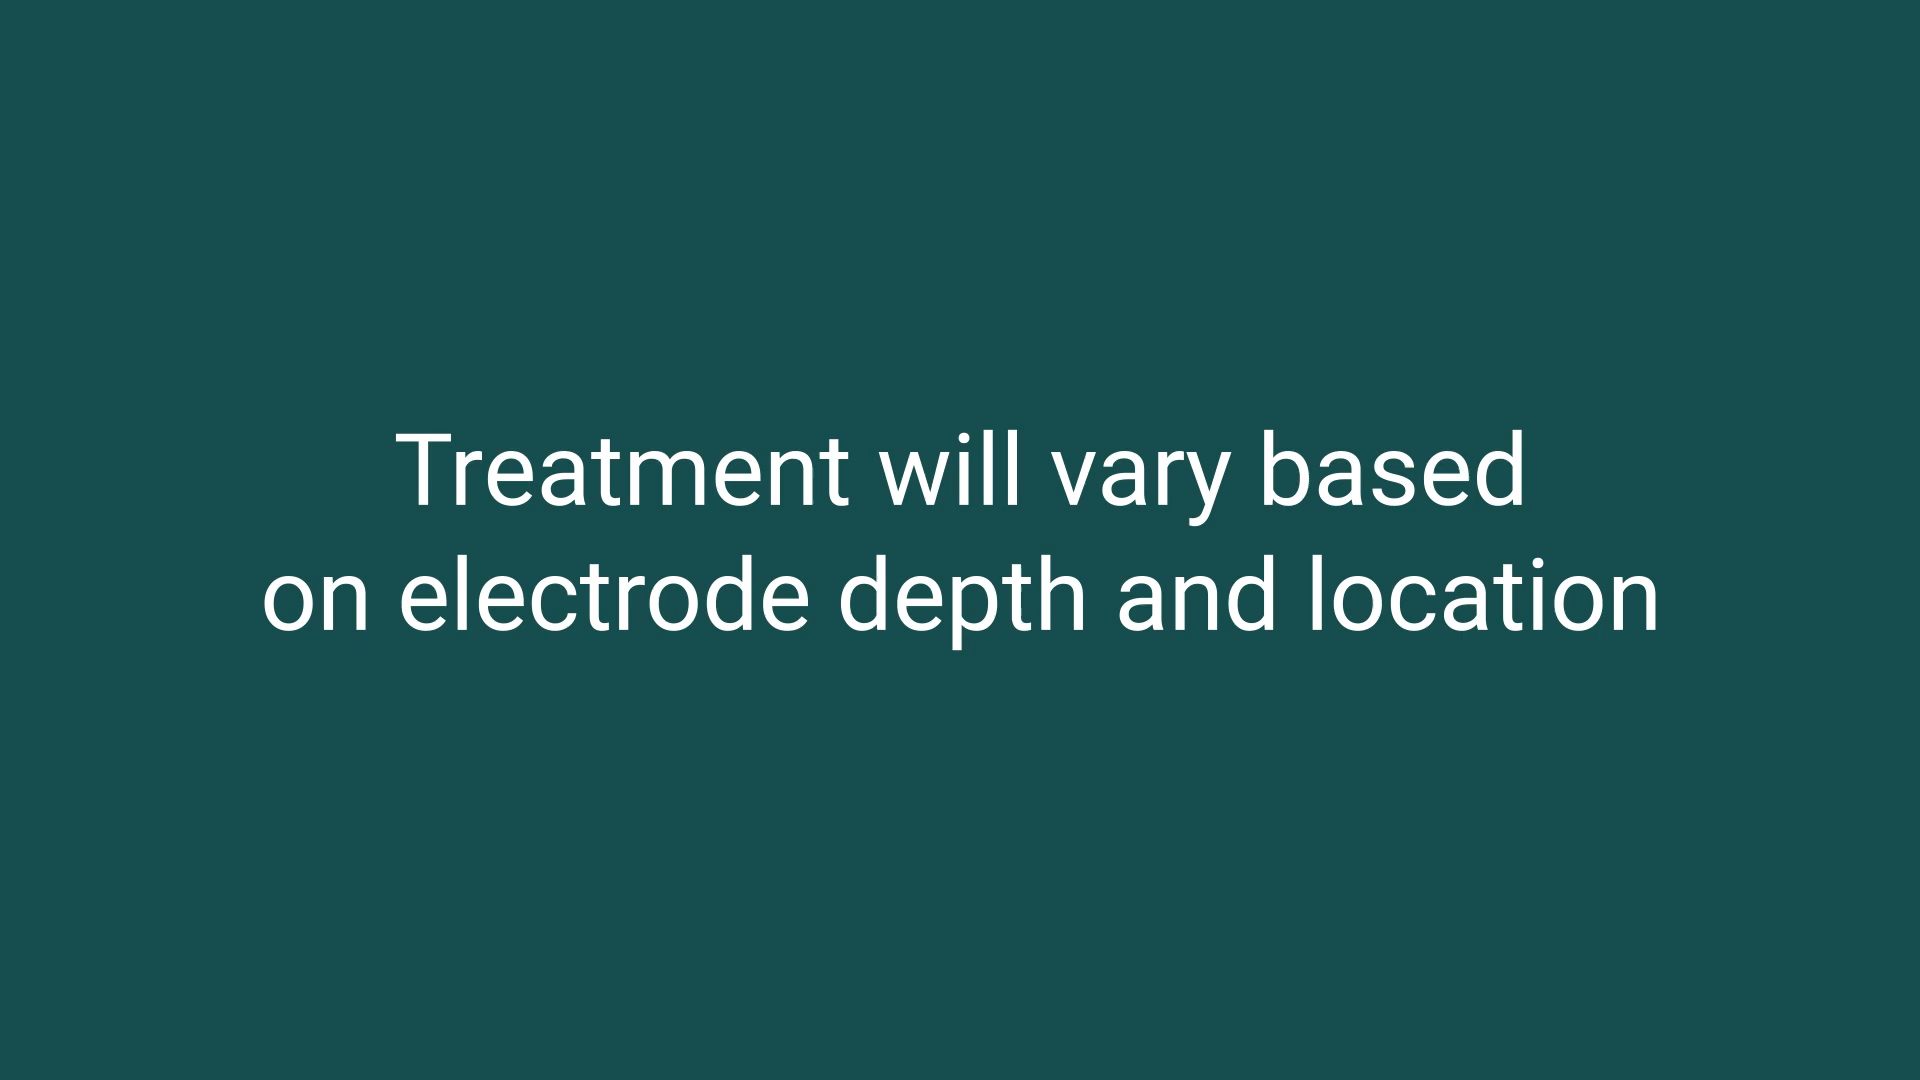 Treatment will vary based
on electrode depth and location